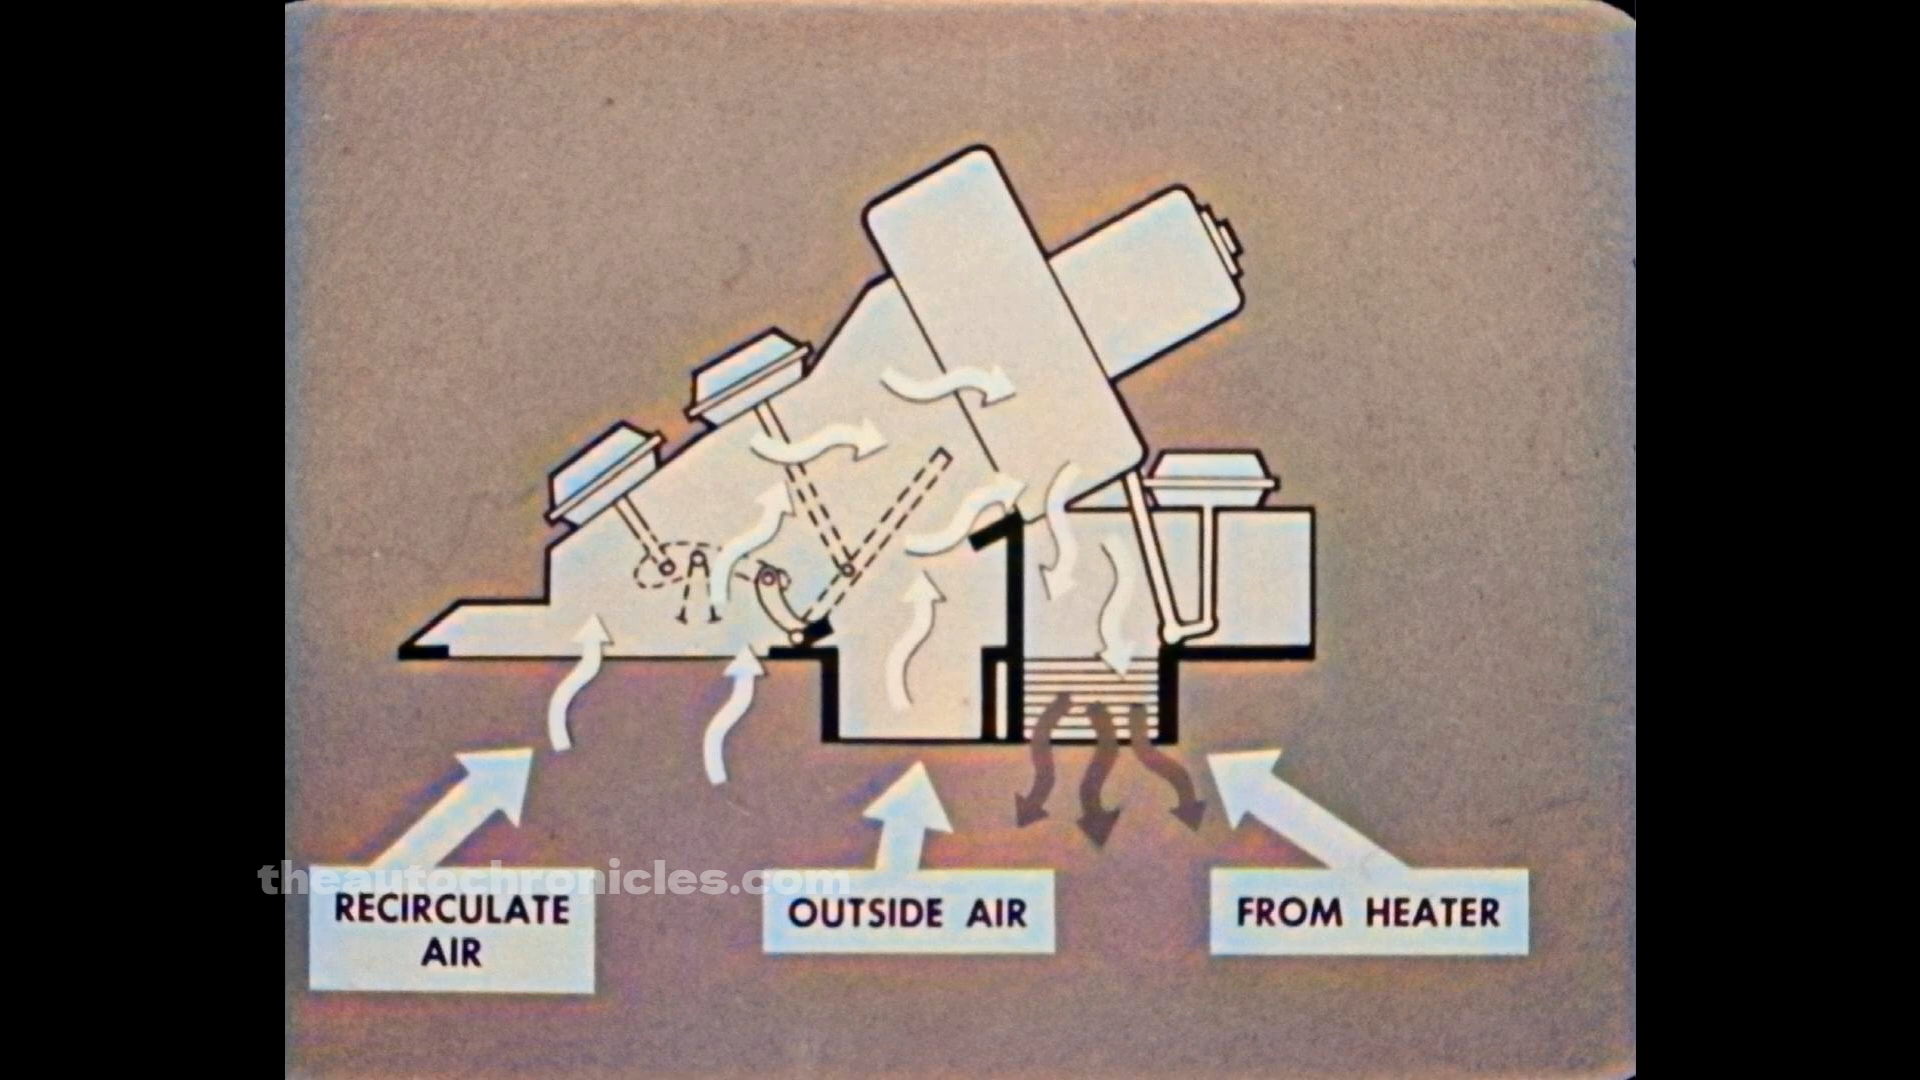 theautochronicles.com
RECIRCULATE
AIR
OUTSIDE AIR
FROM HEATER